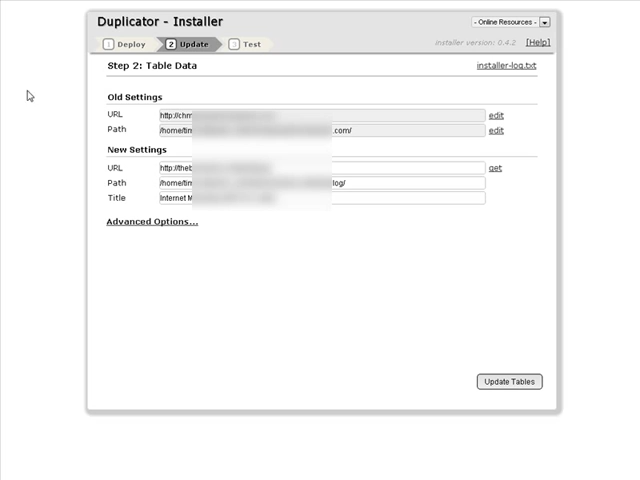 Duplicator - Installer
- Online Resources -
1 Deploy 2 Update 3 Test
installer version: 0.4.2 [Help]
Step 2: Table Data
installer-log.txt
Old Settings
URL http://chm edit
Path /home/tim .com/ edit
New Settings
URL http://theb get
Path /home/tim log/
Title Internet M
Advanced Options...
Update Tables